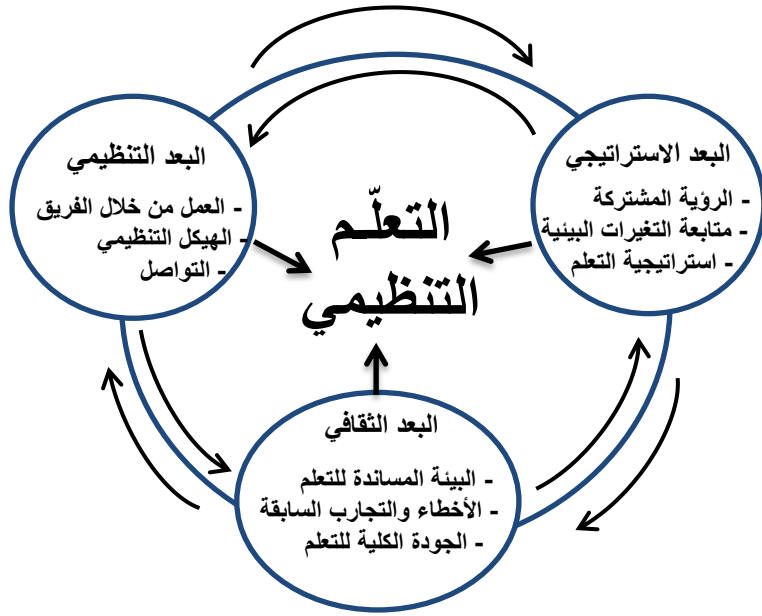 البعد الاستراتيجي
- الرؤية المشتركة
- متابعة التغيرات البيئية
- استراتيجية التعلم
البعد التنظيمي
- العمل من خلال الفريق
- الهيكل التنظيمي
- التواصل
التعلّـم
التنظيمي
البعد الثقافي
- البيئة المساندة للتعلم
- الأخطاء والتجارب السابقة
- الجودة الكلية للتعلم